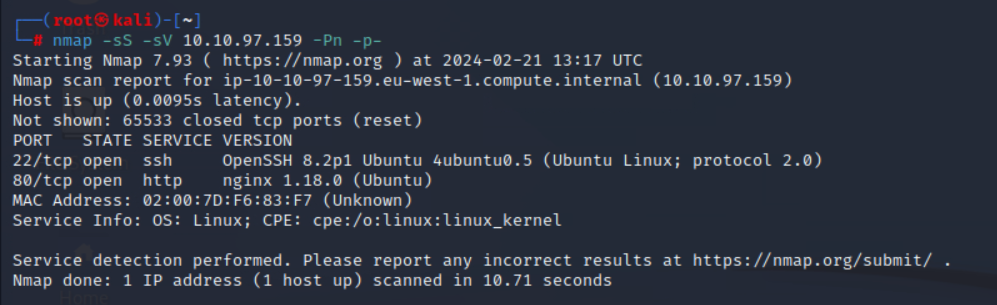 ┌──(root㉿kali)-[~]
└─# nmap -sS -sV 10.10.97.159 -Pn -p-
Starting Nmap 7.93 ( https://nmap.org ) at 2024-02-21 13:17 UTC
Nmap scan report for ip-10-10-97-159.eu-west-1.compute.internal (10.10.97.159)
Host is up (0.0095s latency).
Not shown: 65533 closed tcp ports (reset)
PORT   STATE SERVICE VERSION
22/tcp open  ssh     OpenSSH 8.2p1 Ubuntu 4ubuntu0.5 (Ubuntu Linux; protocol 2.0)
80/tcp open  http    nginx 1.18.0 (Ubuntu)
MAC Address: 02:00:7D:F6:83:F7 (Unknown)
Service Info: OS: Linux; CPE: cpe:/o:linux:linux_kernel
Service detection performed. Please report any incorrect results at https://nmap.org/submit/ .
Nmap done: 1 IP address (1 host up) scanned in 10.71 seconds
Home